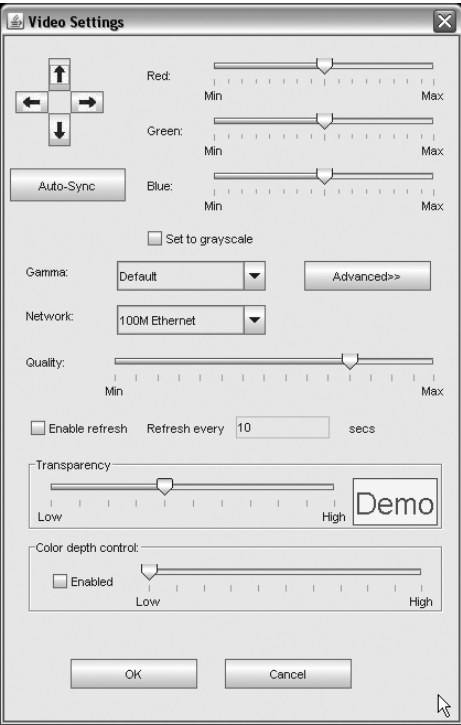 Video Settings
Red:
Min Max
Green:
Min Max
Auto-Sync
Blue:
Min Max
Set to grayscale
Gamma: Default Advanced>>
Network: 100M Ethernet
Quality:
Min Max
Enable refresh Refresh every 10 secs
Transparency
Low High
Demo
Color depth control:
Enabled
Low High
OK Cancel